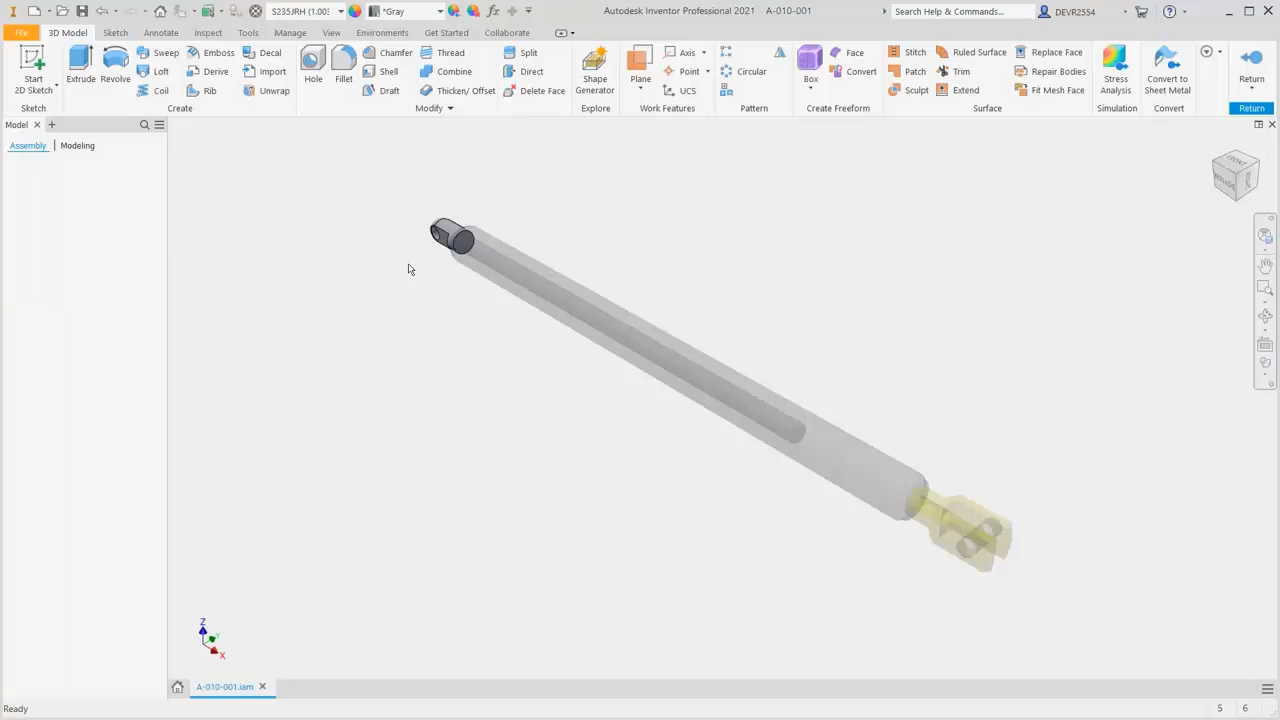 S235JRH (1.003
*Gray
Autodesk Inventor Professional 2021 A-010-001
Search Help & Commands...
DEVR2554
File 3D Model Sketch Annotate Inspect Tools Manage View Environments Get Started Collaborate
Start
2D Sketch
Sketch
Extrude
Revolve
Sweep
Loft
Coil
Emboss
Derive
Rib
Decal
Import
Unwrap
Create
Hole
Fillet
Chamfer
Shell
Draft
Thread
Combine
Thicken/ Offset
Split
Direct
Delete Face
Modify
Shape
Generator
Explore
Plane
Axis
Point
UCS
Work Features
Circular
Pattern
Box
Face
Convert
Create Freeform
Stitch
Patch
Sculpt
Ruled Surface
Trim
Extend
Replace Face
Repair Bodies
Fit Mesh Face
Surface
Stress
Analysis
Simulation
Convert to
Sheet Metal
Convert
Return
Return
Model
Assembly | Modeling
FRONT
BOTTOM
Z
Y
X
A-010-001.iam
Ready
5 6